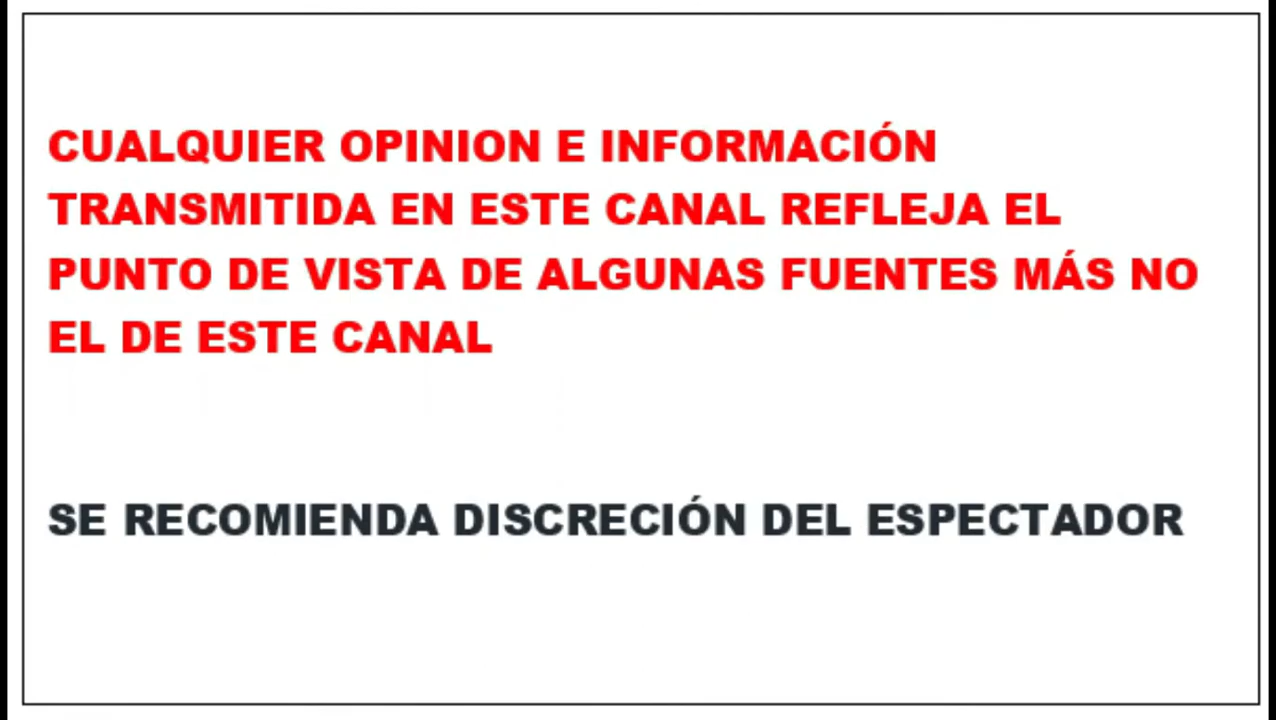 CUALQUIER OPINION E INFORMACIÓN
TRANSMITIDA EN ESTE CANAL REFLEJA EL
PUNTO DE VISTA DE ALGUNAS FUENTES MÁS NO
EL DE ESTE CANAL
SE RECOMIENDA DISCRECIÓN DEL ESPECTADOR